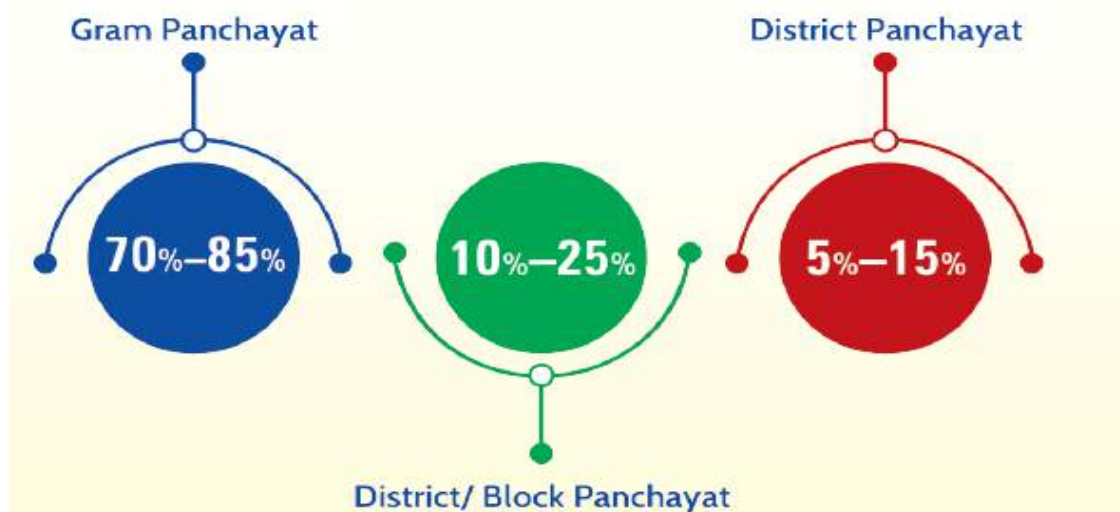 Gram Panchayat
District Panchayat
70%–85%
10%–25%
5%–15%
District/ Block Panchayat